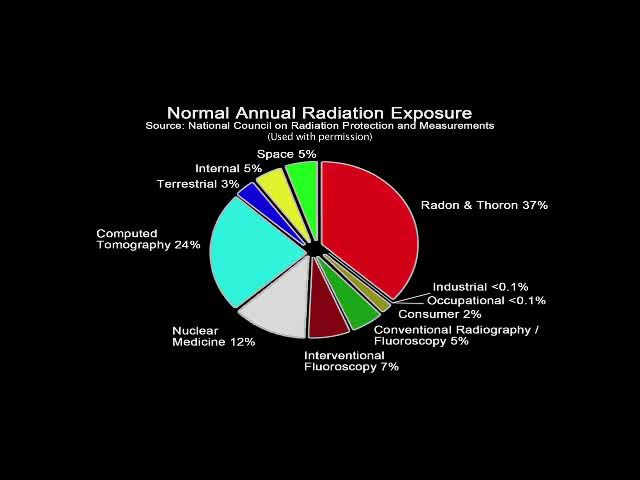 Normal Annual Radiation Exposure
Source: National Council on Radiation Protection and Measurements
(Used with permission)
Space 5%
Internal 5%
Terrestrial 3%
Radon & Thoron 37%
Computed
Tomography 24%
Industrial <0.1%
Occupational <0.1%
Consumer 2%
Conventional Radiography /
Fluoroscopy 5%
Nuclear
Medicine 12%
Interventional
Fluoroscopy 7%